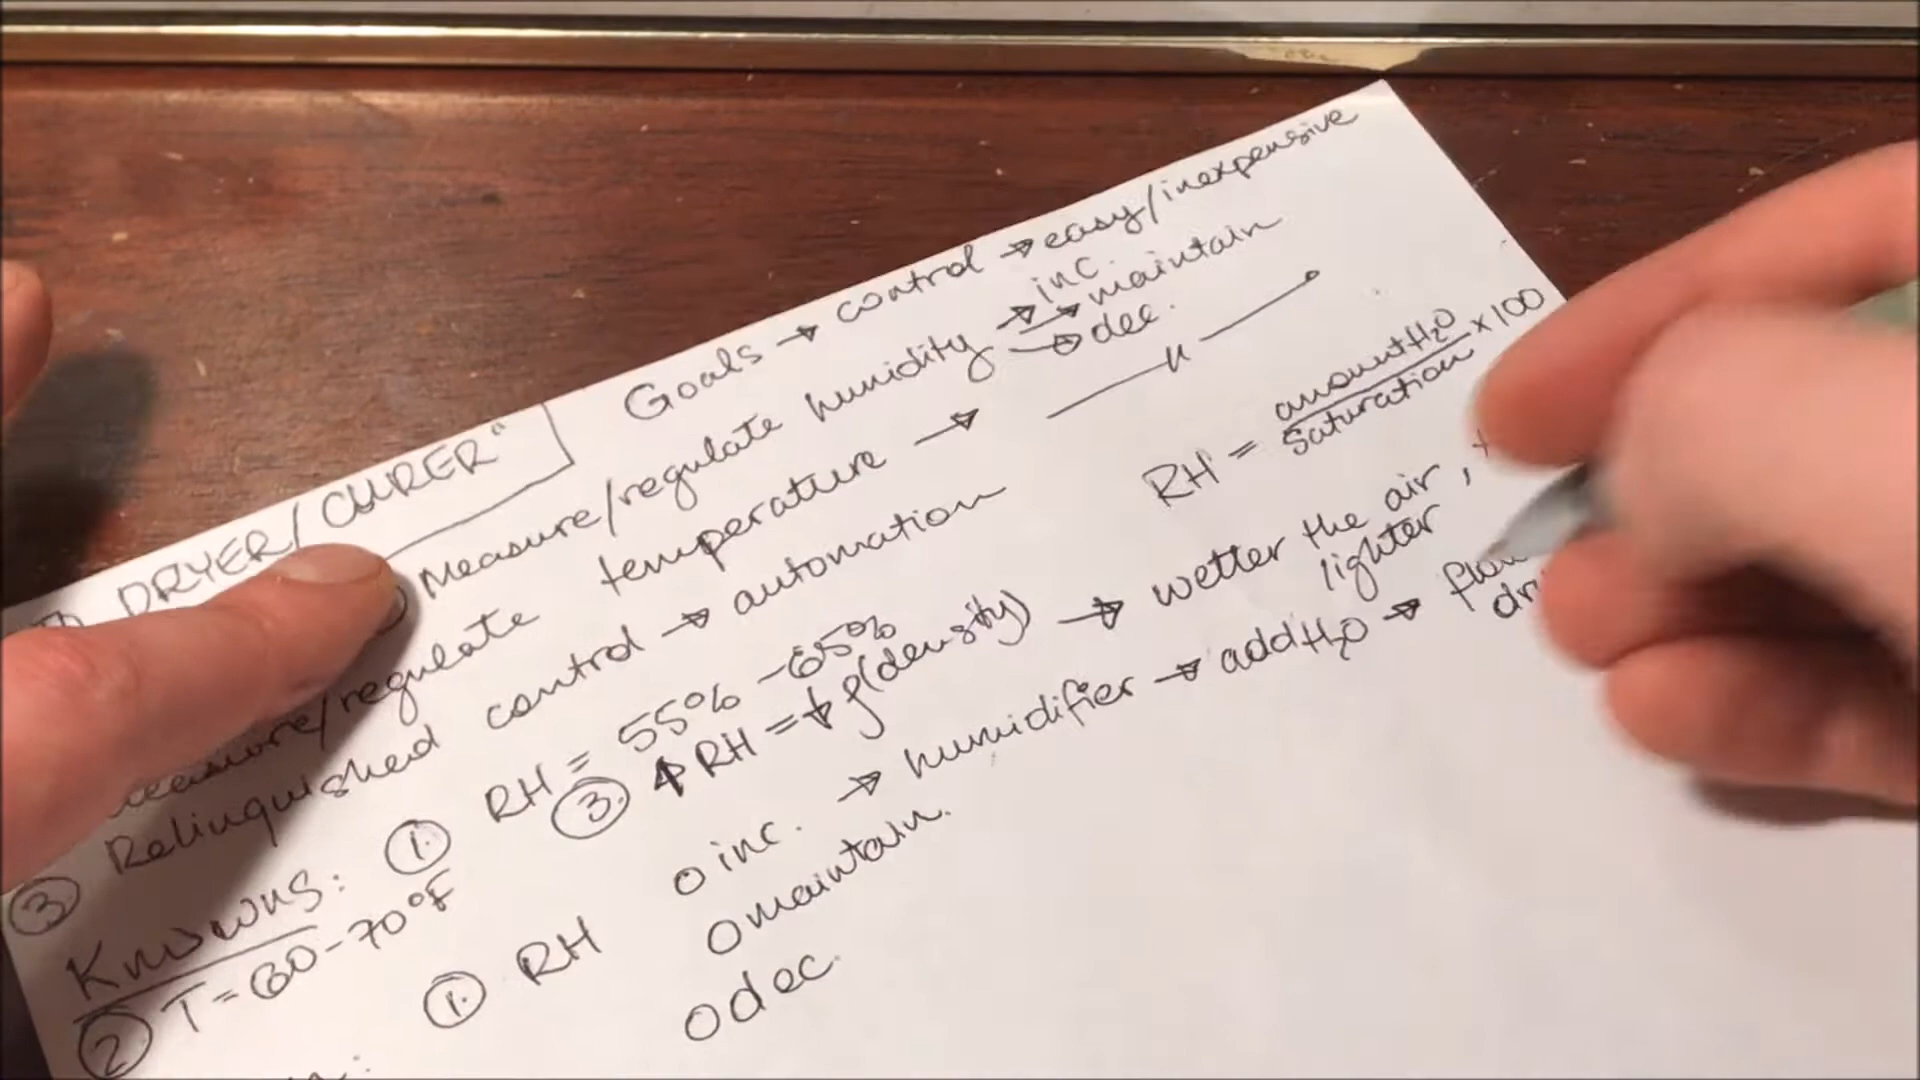 DRYER/CURER"
Goals → control → easy/inexpensive
① Measure/regulate humidity → inc.
→ maintain
→ dec.
Measure/regulate temperature → —— " ——
③ Relinquished control → automation
RH = amount H₂O / Saturation × 100
Knowns: ① RH = 55% - 65%
② T = 60 - 70°F
③ ↑ RH = ↓ ρ (density) → wetter the air,
lighter
① RH
o inc. → humidifier → add H₂O →
o maintain.
o dec.